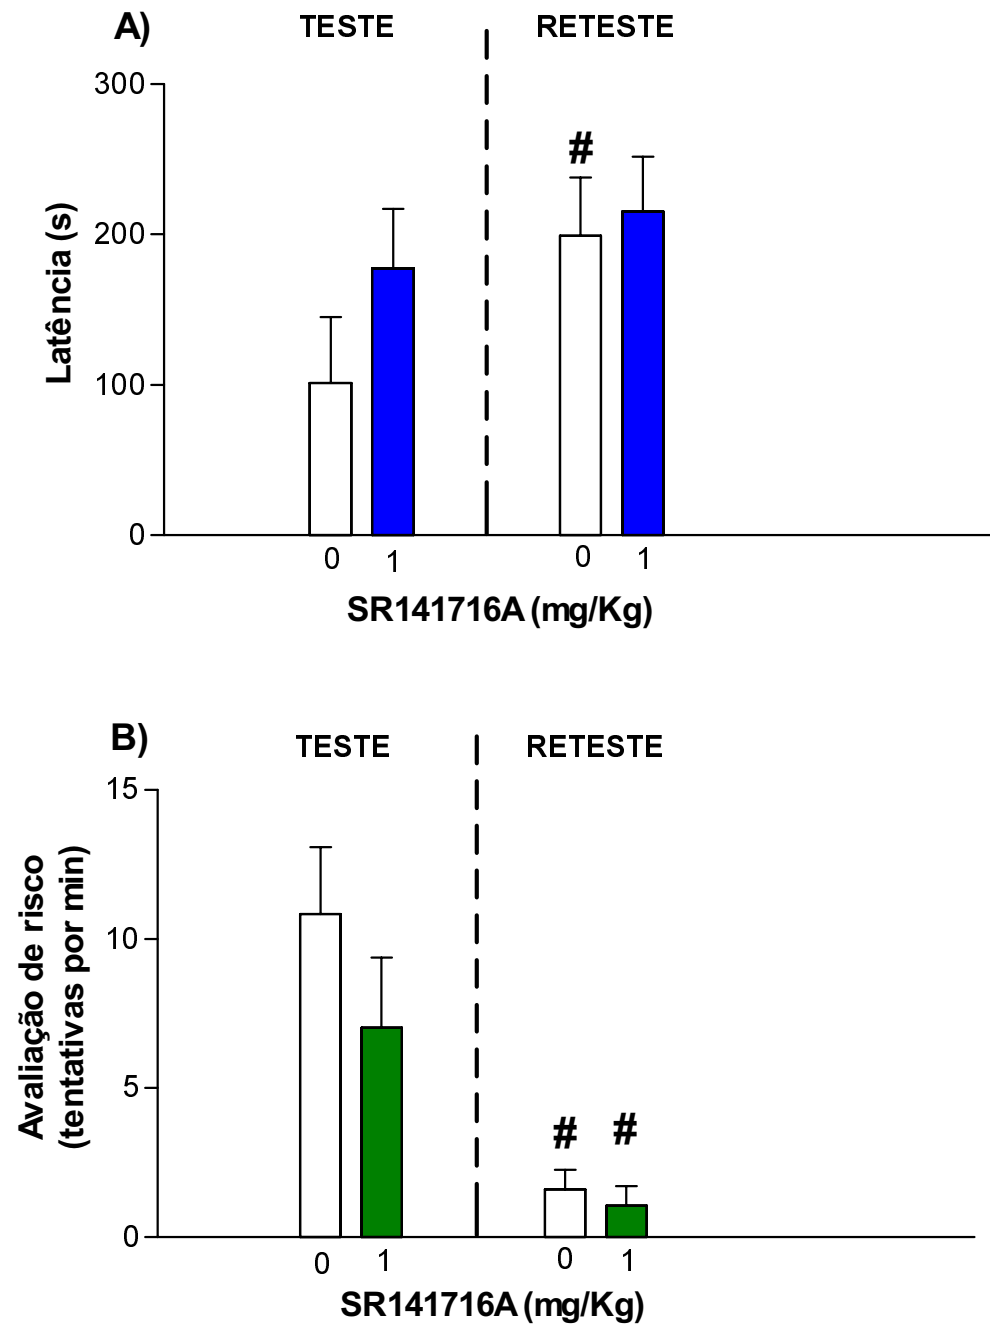 A)
TESTE
RETESTE
300
200
100
0
Latência (s)
#
0
1
0
1
SR141716A (mg/Kg)
B)
TESTE
RETESTE
15
10
5
0
Avaliação de risco
(tentativas por min)
#
#
0
1
0
1
SR141716A (mg/Kg)